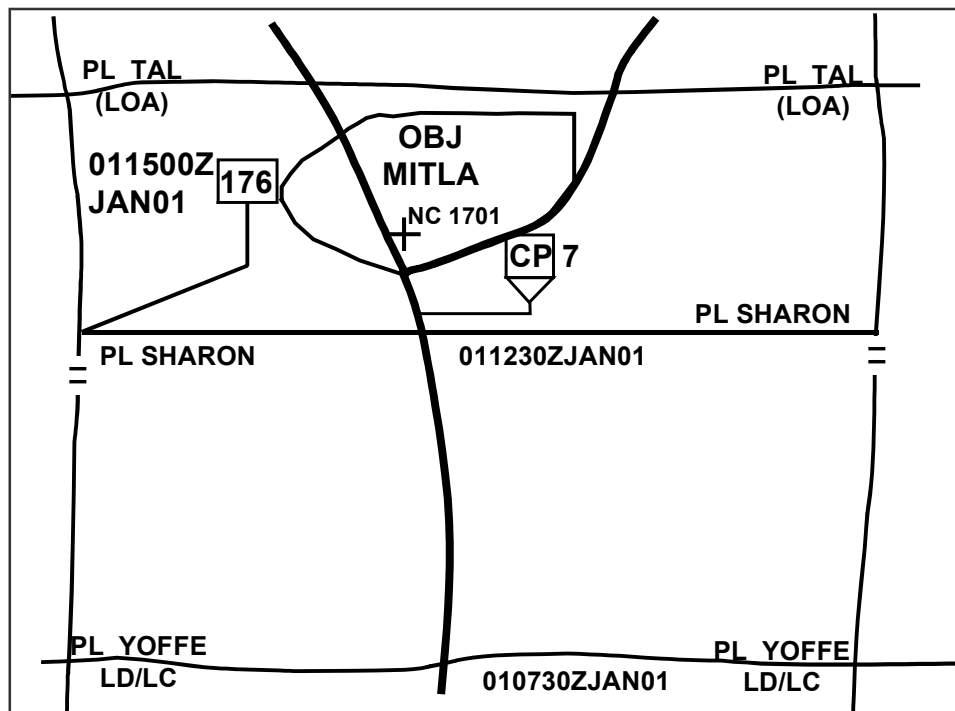 PL TAL
(LOA)
PL TAL
(LOA)
OBJ
MITLA
011500Z
JAN01
176
NC 1701
CP 7
PL SHARON
PL SHARON
011230ZJAN01
PL YOFFE
LD/LC
010730ZJAN01
PL YOFFE
LD/LC